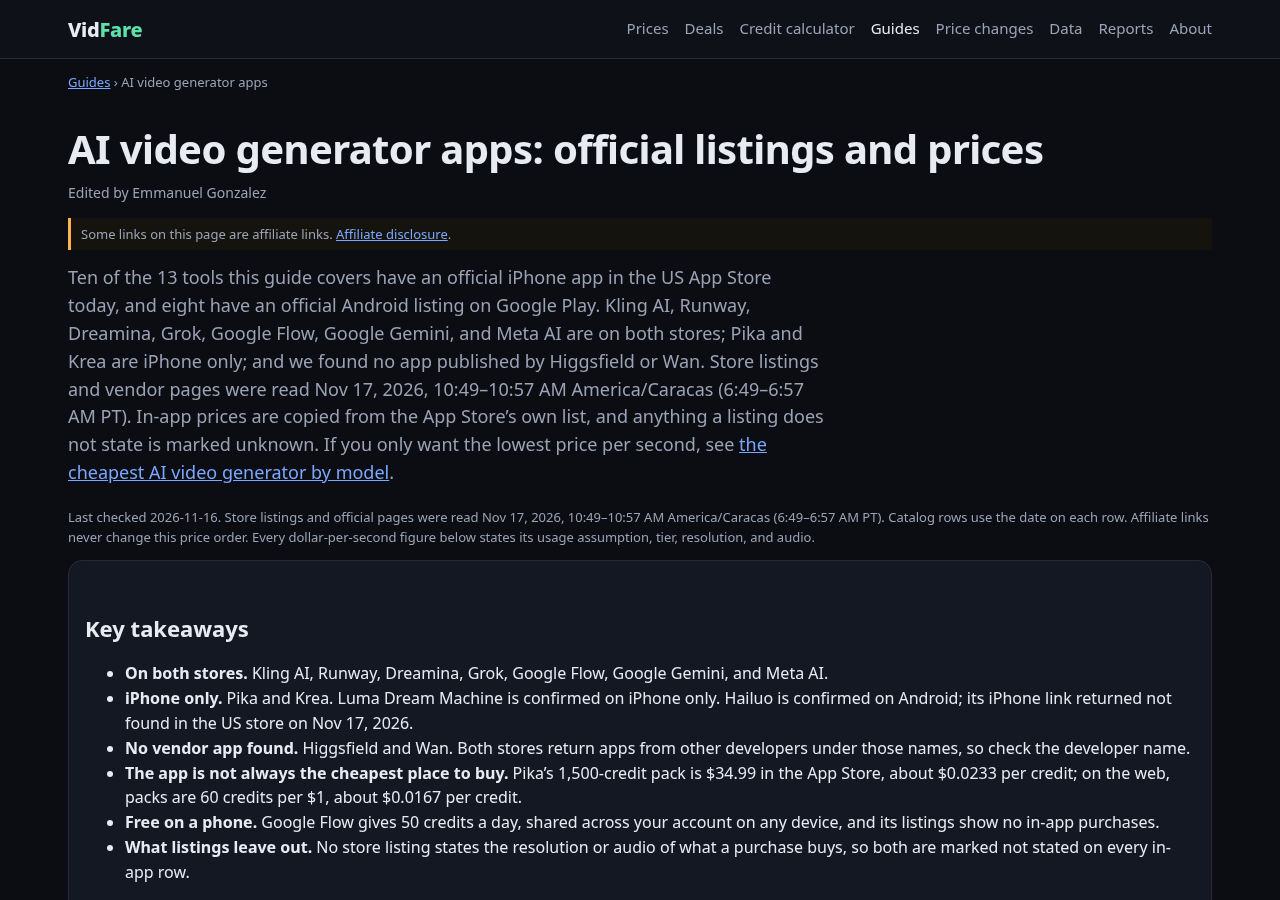 VidFare
Prices Deals Credit calculator Guides Price changes Data Reports About
Guides › AI video generator apps
AI video generator apps: official listings and prices
Edited by Emmanuel Gonzalez
Some links on this page are affiliate links. Affiliate disclosure.
Ten of the 13 tools this guide covers have an official iPhone app in the US App Store
today, and eight have an official Android listing on Google Play. Kling AI, Runway,
Dreamina, Grok, Google Flow, Google Gemini, and Meta AI are on both stores; Pika and
Krea are iPhone only; and we found no app published by Higgsfield or Wan. Store listings
and vendor pages were read Nov 17, 2026, 10:49–10:57 AM America/Caracas (6:49–6:57
AM PT). In-app prices are copied from the App Store’s own list, and anything a listing does
not state is marked unknown. If you only want the lowest price per second, see the
cheapest AI video generator by model.
Last checked 2026-11-16. Store listings and official pages were read Nov 17, 2026, 10:49–10:57 AM America/Caracas (6:49–6:57 AM PT). Catalog rows use the date on each row. Affiliate links
never change this price order. Every dollar-per-second figure below states its usage assumption, tier, resolution, and audio.
Key takeaways
• On both stores. Kling AI, Runway, Dreamina, Grok, Google Flow, Google Gemini, and Meta AI.
• iPhone only. Pika and Krea. Luma Dream Machine is confirmed on iPhone only. Hailuo is confirmed on Android; its iPhone link returned not
found in the US store on Nov 17, 2026.
• No vendor app found. Higgsfield and Wan. Both stores return apps from other developers under those names, so check the developer name.
• The app is not always the cheapest place to buy. Pika’s 1,500-credit pack is $34.99 in the App Store, about $0.0233 per credit; on the web,
packs are 60 credits per $1, about $0.0167 per credit.
• Free on a phone. Google Flow gives 50 credits a day, shared across your account on any device, and its listings show no in-app purchases.
• What listings leave out. No store listing states the resolution or audio of what a purchase buys, so both are marked not stated on every in-
app row.